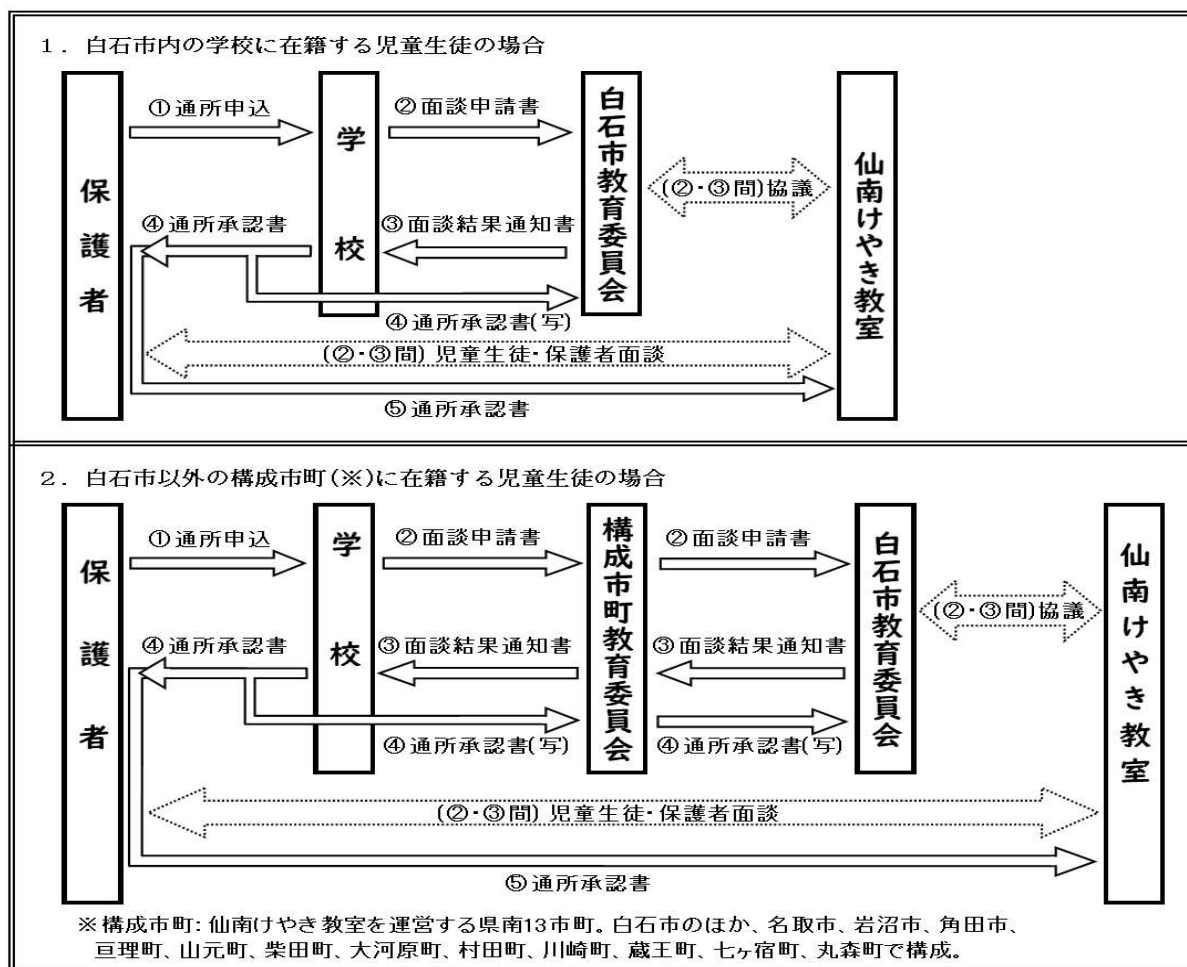 １．白石市内の学校に在籍する児童生徒の場合
保護者
①通所申込
学校
②面談申請書
白石市教育委員会
(②・③間)協議
仙南けやき教室
④通所承認書
③面談結果通知書
④通所承認書(写)
(②・③間) 児童生徒・保護者面談
⑤通所承認書
２．白石市以外の構成市町(※)に在籍する児童生徒の場合
保護者
①通所申込
学校
②面談申請書
構成市町教育委員会
②面談申請書
白石市教育委員会
(②・③間)協議
仙南けやき教室
④通所承認書
③面談結果通知書
③面談結果通知書
④通所承認書(写)
④通所承認書(写)
(②・③間) 児童生徒・保護者面談
⑤通所承認書
※構成市町：仙南けやき教室を運営する県南13市町。白石市のほか、名取市、岩沼市、角田市、
亘理町、山元町、柴田町、大河原町、村田町、川崎町、蔵王町、七ヶ宿町、丸森町で構成。